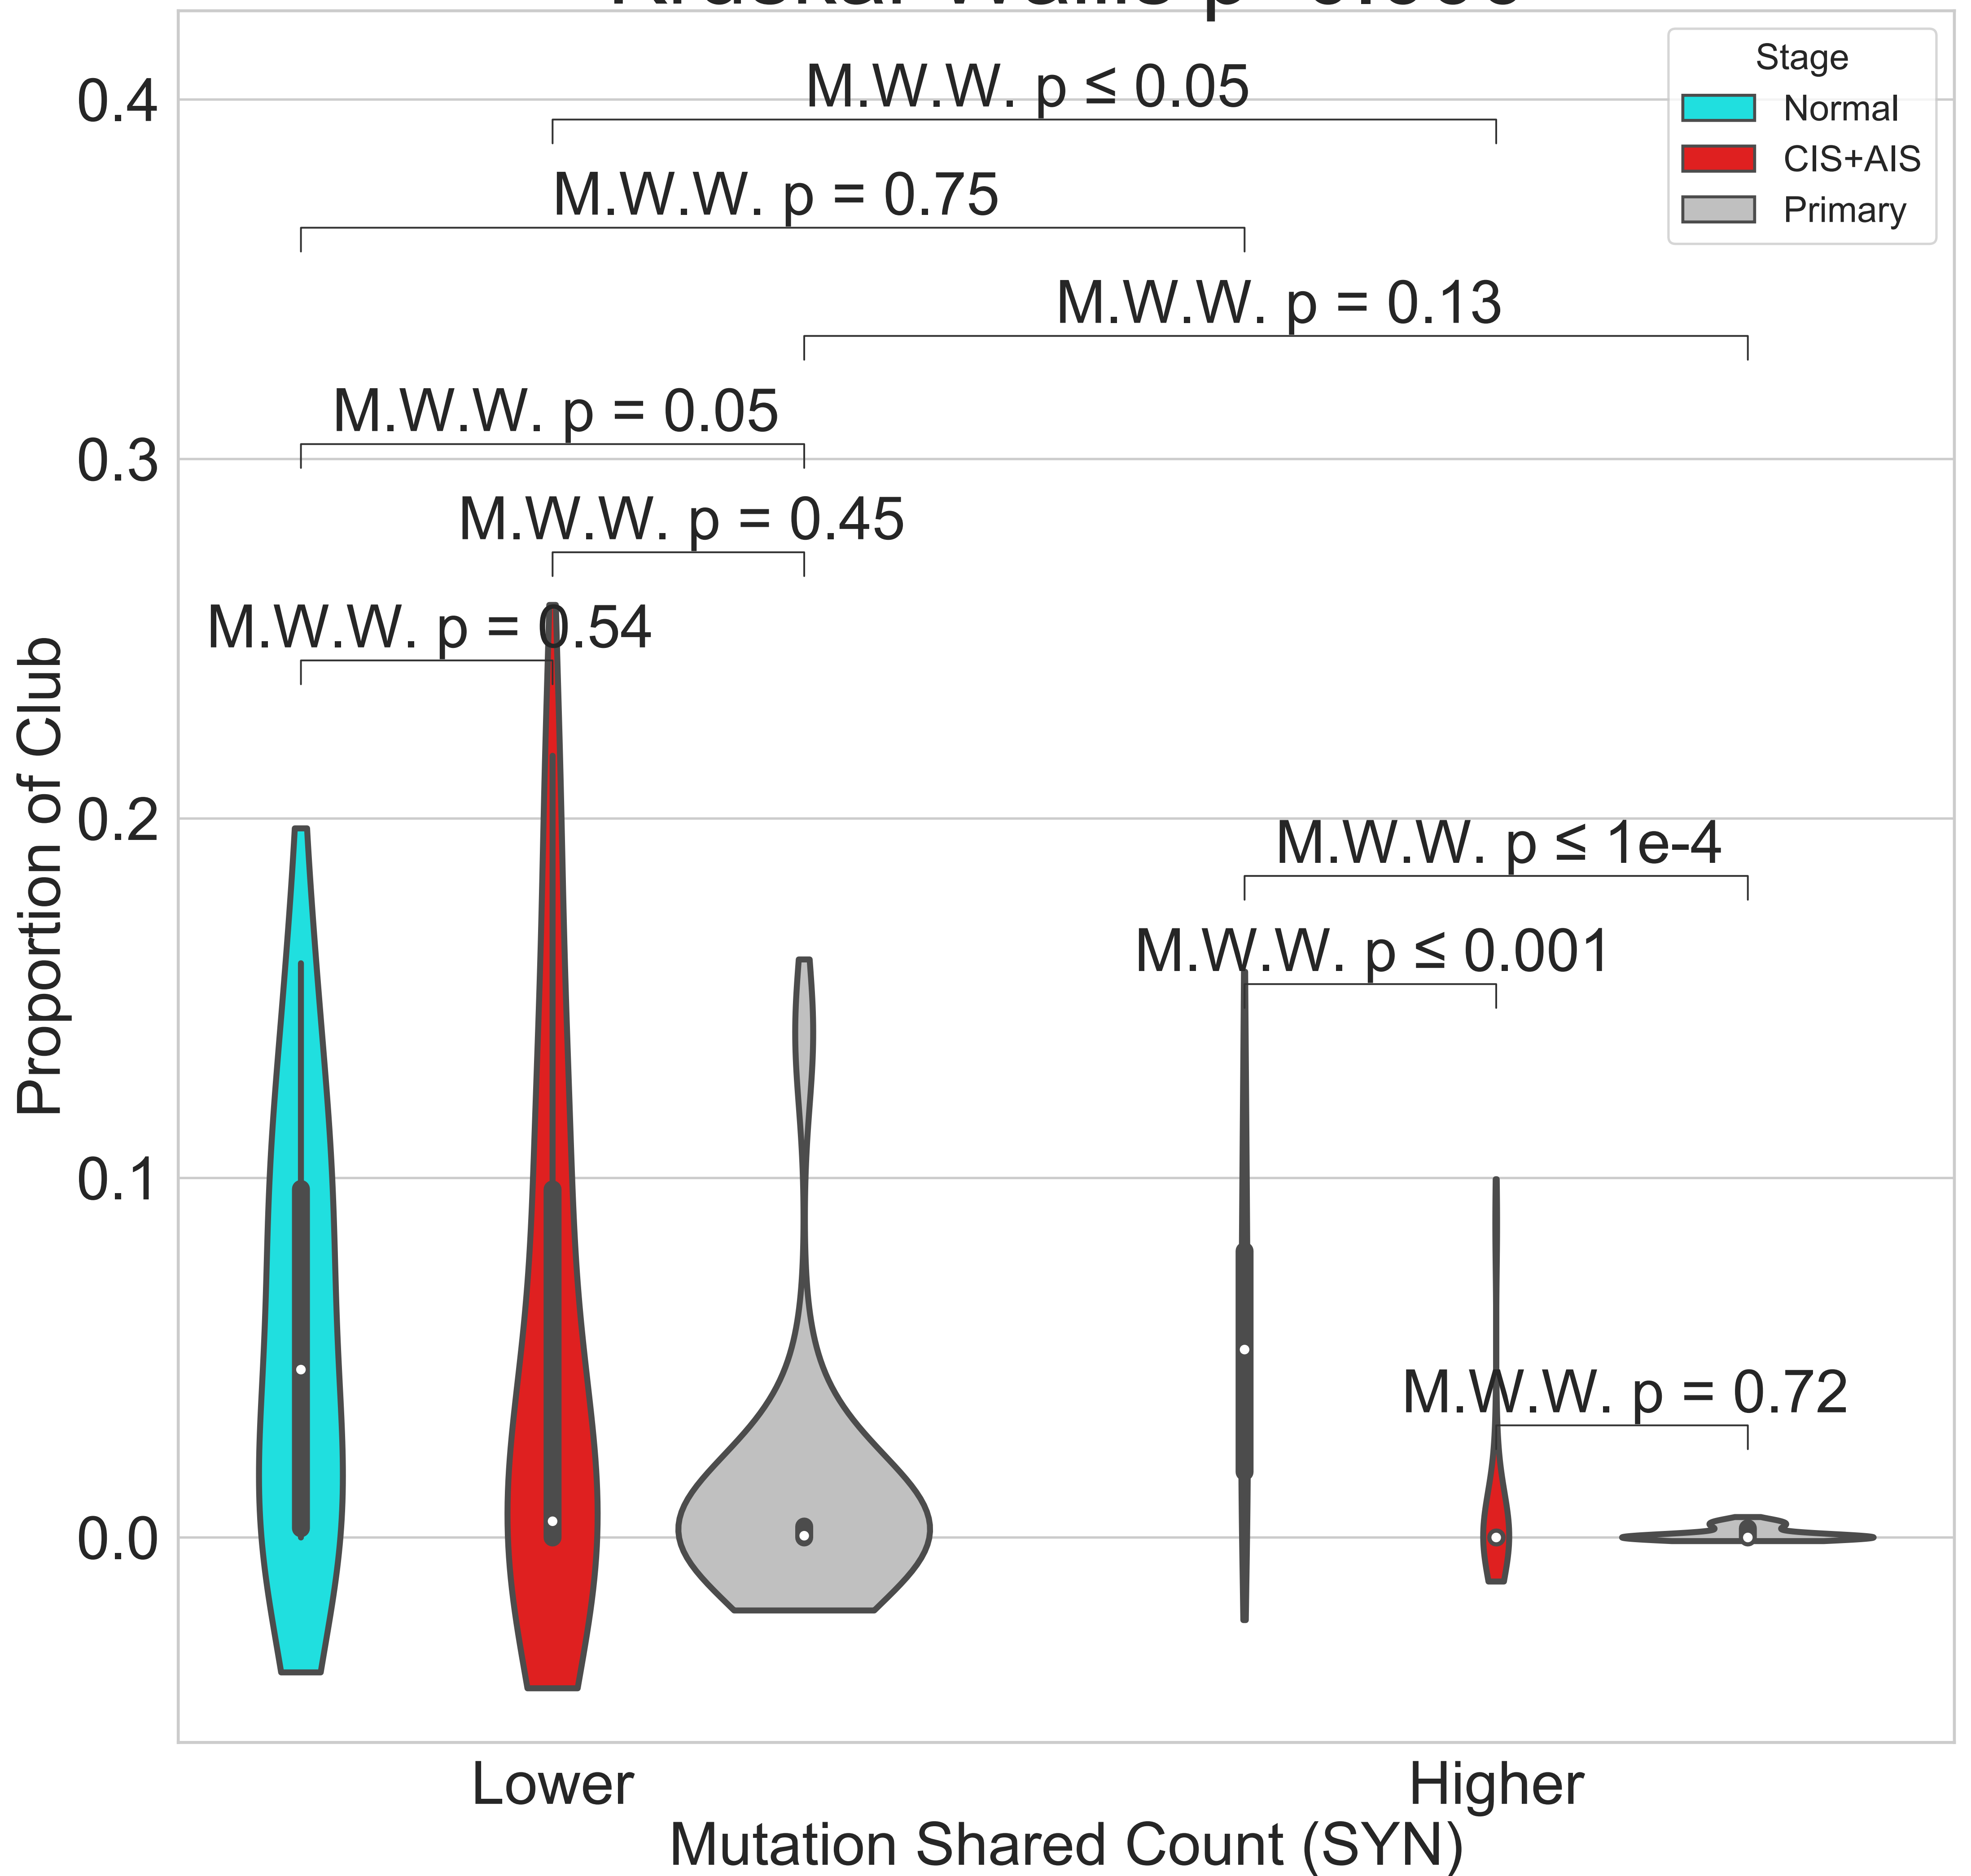 Stage
Normal
CIS+AIS
Primary
M.W.W. p ≤ 0.05
M.W.W. p = 0.75
M.W.W. p = 0.13
M.W.W. p = 0.05
M.W.W. p = 0.45
M.W.W. p = 0.54
M.W.W. p ≤ 1e-4
M.W.W. p ≤ 0.001
M.W.W. p = 0.72
0.4
0.3
0.2
0.1
0.0
Proportion of Club
Lower
Higher
Mutation Shared Count (SYN)